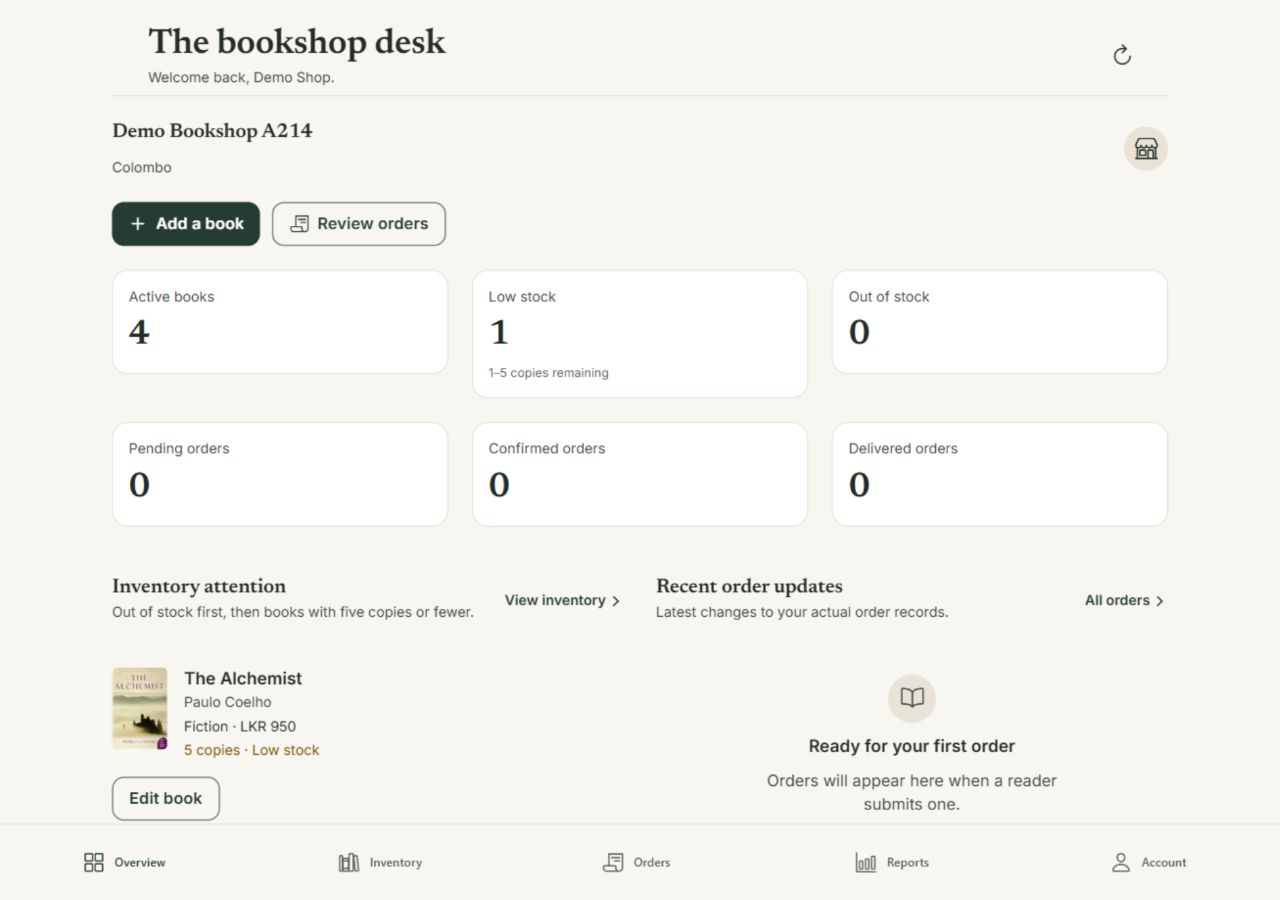 The bookshop desk
Welcome back, Demo Shop.
Demo Bookshop A214
Colombo
Add a book
Review orders
Active books
4
Low stock
1
1–5 copies remaining
Out of stock
0
Pending orders
0
Confirmed orders
0
Delivered orders
0
Inventory attention
Out of stock first, then books with five copies or fewer.
View inventory
THE
ALCHEMIST
The Alchemist
Paulo Coelho
Fiction · LKR 950
5 copies · Low stock
Edit book
Recent order updates
Latest changes to your actual order records.
All orders
Ready for your first order
Orders will appear here when a reader
submits one.
Overview
Inventory
Orders
Reports
Account